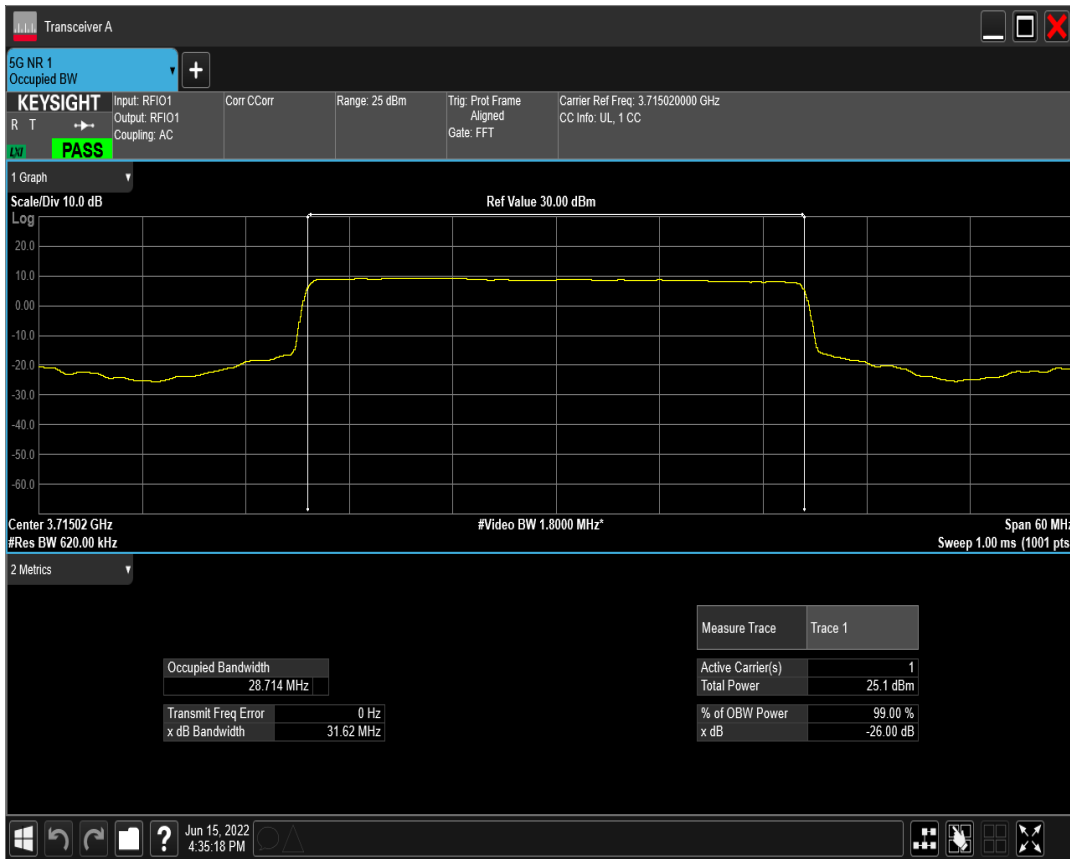 Transceiver A
5G NR 1
Occupied BW
KEYSIGHT
R T
LXI
PASS
Input: RFIO1
Output: RFIO1
Coupling: AC
Corr CCorr
Range: 25 dBm
Trig: Prot Frame
Aligned
Gate: FFT
Carrier Ref Freq: 3.715020000 GHz
CC Info: UL, 1 CC
1 Graph
Scale/Div 10.0 dB
Ref Value 30.00 dBm
Log
20.0
10.0
0.00
-10.0
-20.0
-30.0
-40.0
-50.0
-60.0
Center 3.71502 GHz
#Video BW 1.8000 MHz*
Span 60 MHz
#Res BW 620.00 kHz
Sweep 1.00 ms (1001 pts
2 Metrics
Measure Trace Trace 1
Occupied Bandwidth
28.714 MHz
Active Carrier(s) 1
Total Power 25.1 dBm
Transmit Freq Error 0 Hz
x dB Bandwidth 31.62 MHz
% of OBW Power 99.00 %
x dB -26.00 dB
?
Jun 15, 2022
4:35:18 PM